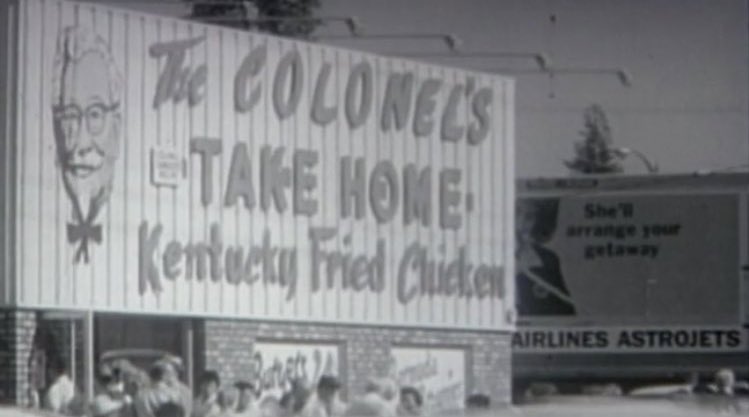 The COLONEL'S
TAKE HOME
Kentucky Fried Chicken
She'll
arrange your
getaway
AIRLINES ASTROJETS